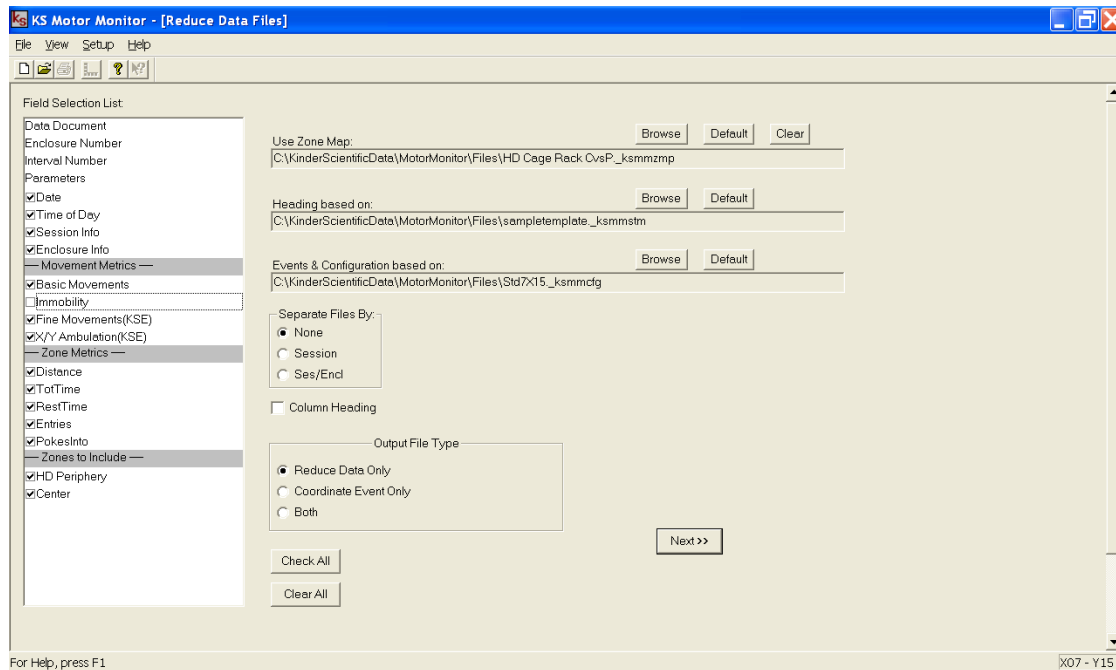 KS Motor Monitor - [Reduce Data Files]
File View Setup Help
Field Selection List:
Data Document
Enclosure Number
Interval Number
Parameters
Date
Time of Day
Session Info
Enclosure Info
— Movement Metrics —
Basic Movements
Immobility
Fine Movements(KSE)
X/Y Ambulation(KSE)
— Zone Metrics —
Distance
TotTime
RestTime
Entries
PokesInto
— Zones to Include —
HD Periphery
Center
Use Zone Map: Browse Default Clear
C:\KinderScientificData\MotorMonitor\Files\HD Cage Rack CvsP._ksmmzmp
Heading based on: Browse Default
C:\KinderScientificData\MotorMonitor\Files\sampletemplate._ksmmstm
Events & Configuration based on: Browse Default
C:\KinderScientificData\MotorMonitor\Files\Std7X15._ksmmcfg
Separate Files By:
None
Session
Ses/Encl
Column Heading
Output File Type
Reduce Data Only
Coordinate Event Only
Both
Next >>
Check All
Clear All
For Help, press F1 X07 - Y15